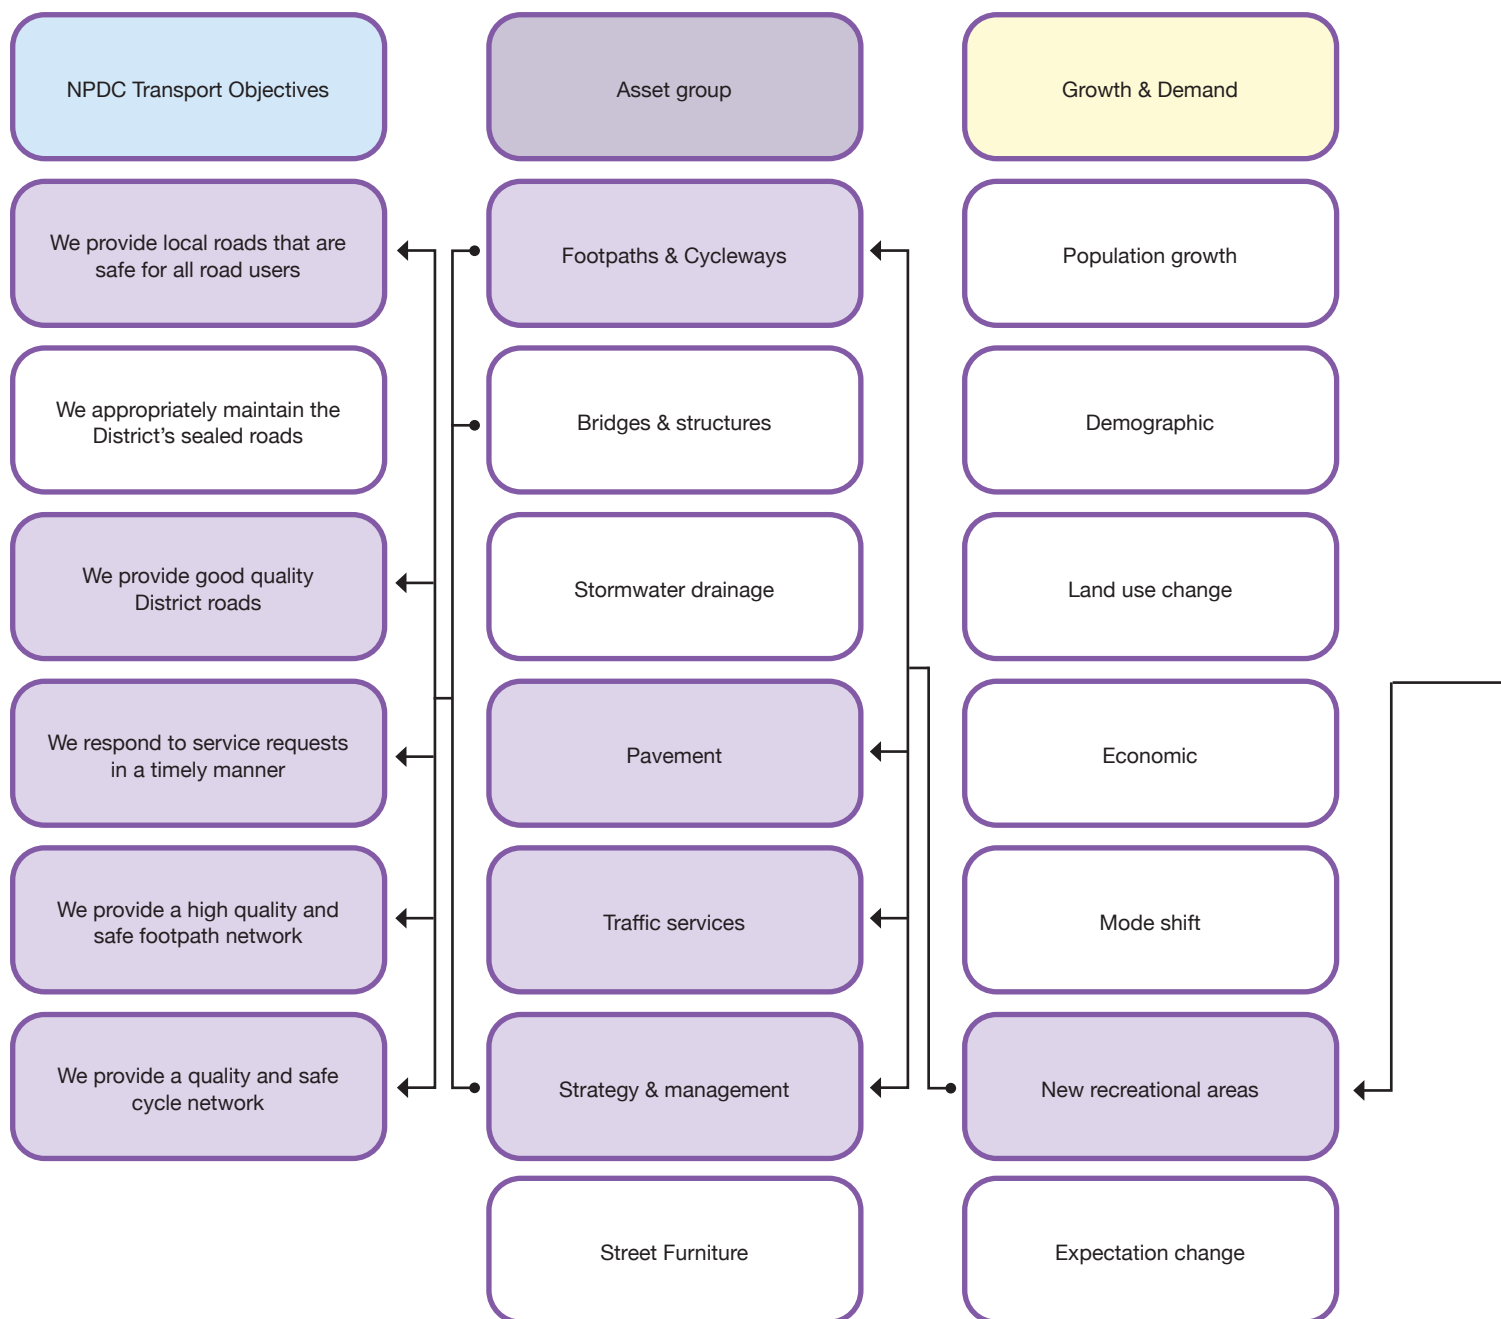 NPDC Transport Objectives
Asset group
Growth & Demand
We provide local roads that are
safe for all road users
Footpaths & Cycleways
Population growth
We appropriately maintain the
District’s sealed roads
Bridges & structures
Demographic
We provide good quality
District roads
Stormwater drainage
Land use change
We respond to service requests
in a timely manner
Pavement
Economic
We provide a high quality and
safe footpath network
Traffic services
Mode shift
We provide a quality and safe
cycle network
Strategy & management
New recreational areas
Street Furniture
Expectation change